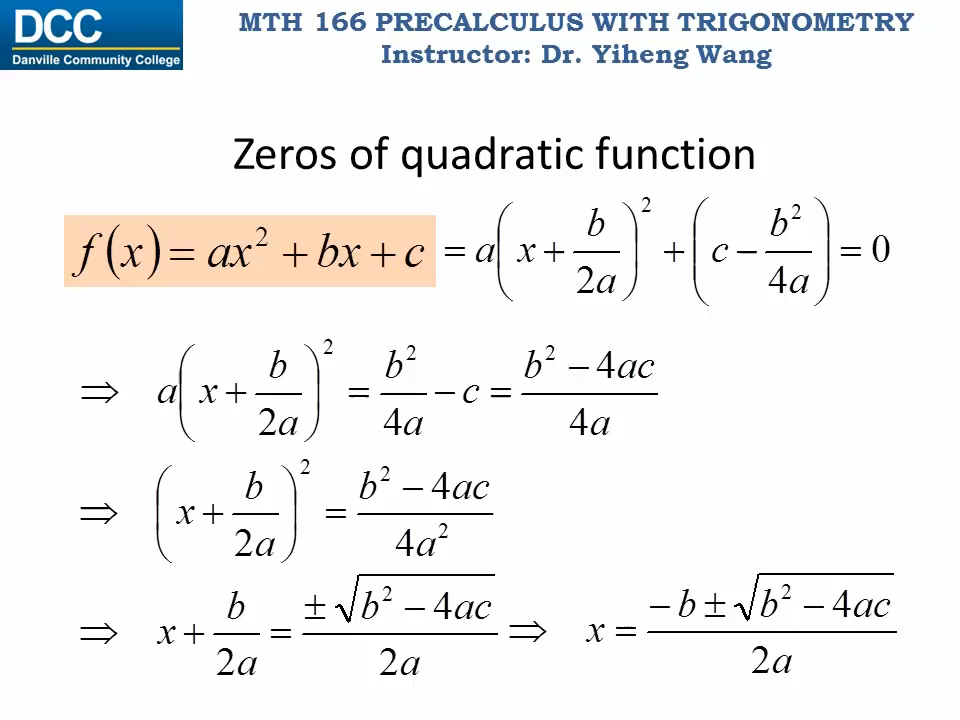 DCC
Danville Community College
MTH 166 PRECALCULUS WITH TRIGONOMETRY
Instructor: Dr. Yiheng Wang
Zeros of quadratic function
f(x) = ax² + bx + c = a(x + b/2a)² + (c − b²/4a) = 0
⇒ a(x + b/2a)² = b²/4a − c = (b² − 4ac)/4a
⇒ (x + b/2a)² = (b² − 4ac)/4a²
⇒ x + b/2a = ±√(b² − 4ac)/2a ⇒ x = (−b ± √(b² − 4ac))/2a